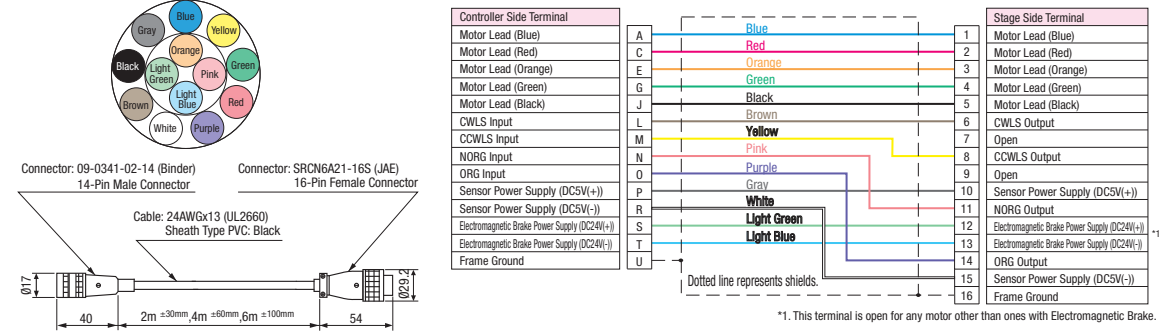 Blue
Gray
Yellow
Orange
Black
Light
Green
Pink
Green
Light
Blue
Brown
Red
White
Purple
Connector: 09-0341-02-14 (Binder)
14-Pin Male Connector
Connector: SRCN6A21-16S (JAE)
16-Pin Female Connector
Cable: 24AWGx13 (UL2660)
Sheath Type PVC: Black
Ø17
Ø29.2
40
2m ±30mm,4m ±60mm,6m ±100mm
54
Controller Side Terminal
Motor Lead (Blue) A
Motor Lead (Red) C
Motor Lead (Orange) E
Motor Lead (Green) G
Motor Lead (Black) J
CWLS Input L
CCWLS Input M
NORG Input N
ORG Input O
Sensor Power Supply (DC5V(+)) P
Sensor Power Supply (DC5V(-)) R
Electromagnetic Brake Power Supply (DC24V(+)) S
Electromagnetic Brake Power Supply (DC24V(-)) T
Frame Ground U
Blue
Red
Orange
Green
Black
Brown
Yellow
Pink
Purple
Gray
White
Light Green
Light Blue
Dotted line represents shields.
Stage Side Terminal
1 Motor Lead (Blue)
2 Motor Lead (Red)
3 Motor Lead (Orange)
4 Motor Lead (Green)
5 Motor Lead (Black)
6 CWLS Output
7 Open
8 CCWLS Output
9 Open
10 Sensor Power Supply (DC5V(+))
11 NORG Output
12 Electromagnetic Brake Power Supply (DC24V(+))
13 Electromagnetic Brake Power Supply (DC24V(-))
*1
14 ORG Output
15 Sensor Power Supply (DC5V(-))
16 Frame Ground
*1. This terminal is open for any motor other than ones with Electromagnetic Brake.